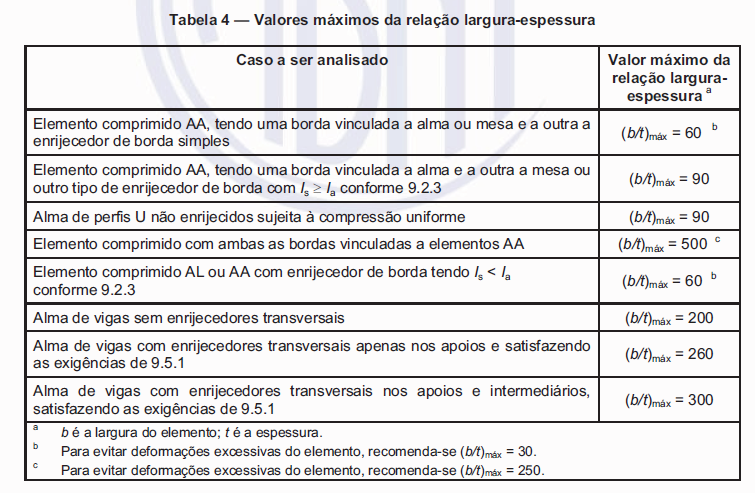 Tabela 4 — Valores máximos da relação largura-espessura
Caso a ser analisado
Valor máximo da
relação largura-
espessura a
Elemento comprimido AA, tendo uma borda vinculada a alma ou mesa e a outra a
enrijecedor de borda simples
(b/t)máx = 60 b
Elemento comprimido AA, tendo uma borda vinculada a alma e a outra a mesa ou
outro tipo de enrijecedor de borda com Is ≥ Ia conforme 9.2.3
(b/t)máx = 90
Alma de perfis U não enrijecidos sujeita à compressão uniforme
(b/t)máx = 90
Elemento comprimido com ambas as bordas vinculadas a elementos AA
(b/t)máx = 500 c
Elemento comprimido AL ou AA com enrijecedor de borda tendo Is < Ia
conforme 9.2.3
(b/t)máx = 60 b
Alma de vigas sem enrijecedores transversais
(b/t)máx = 200
Alma de vigas com enrijecedores transversais apenas nos apoios e satisfazendo
as exigências de 9.5.1
(b/t)máx = 260
Alma de vigas com enrijecedores transversais nos apoios e intermediários,
satisfazendo as exigências de 9.5.1
(b/t)máx = 300
a b é a largura do elemento; t é a espessura.
b Para evitar deformações excessivas do elemento, recomenda-se (b/t)máx = 30.
c Para evitar deformações excessivas do elemento, recomenda-se (b/t)máx = 250.